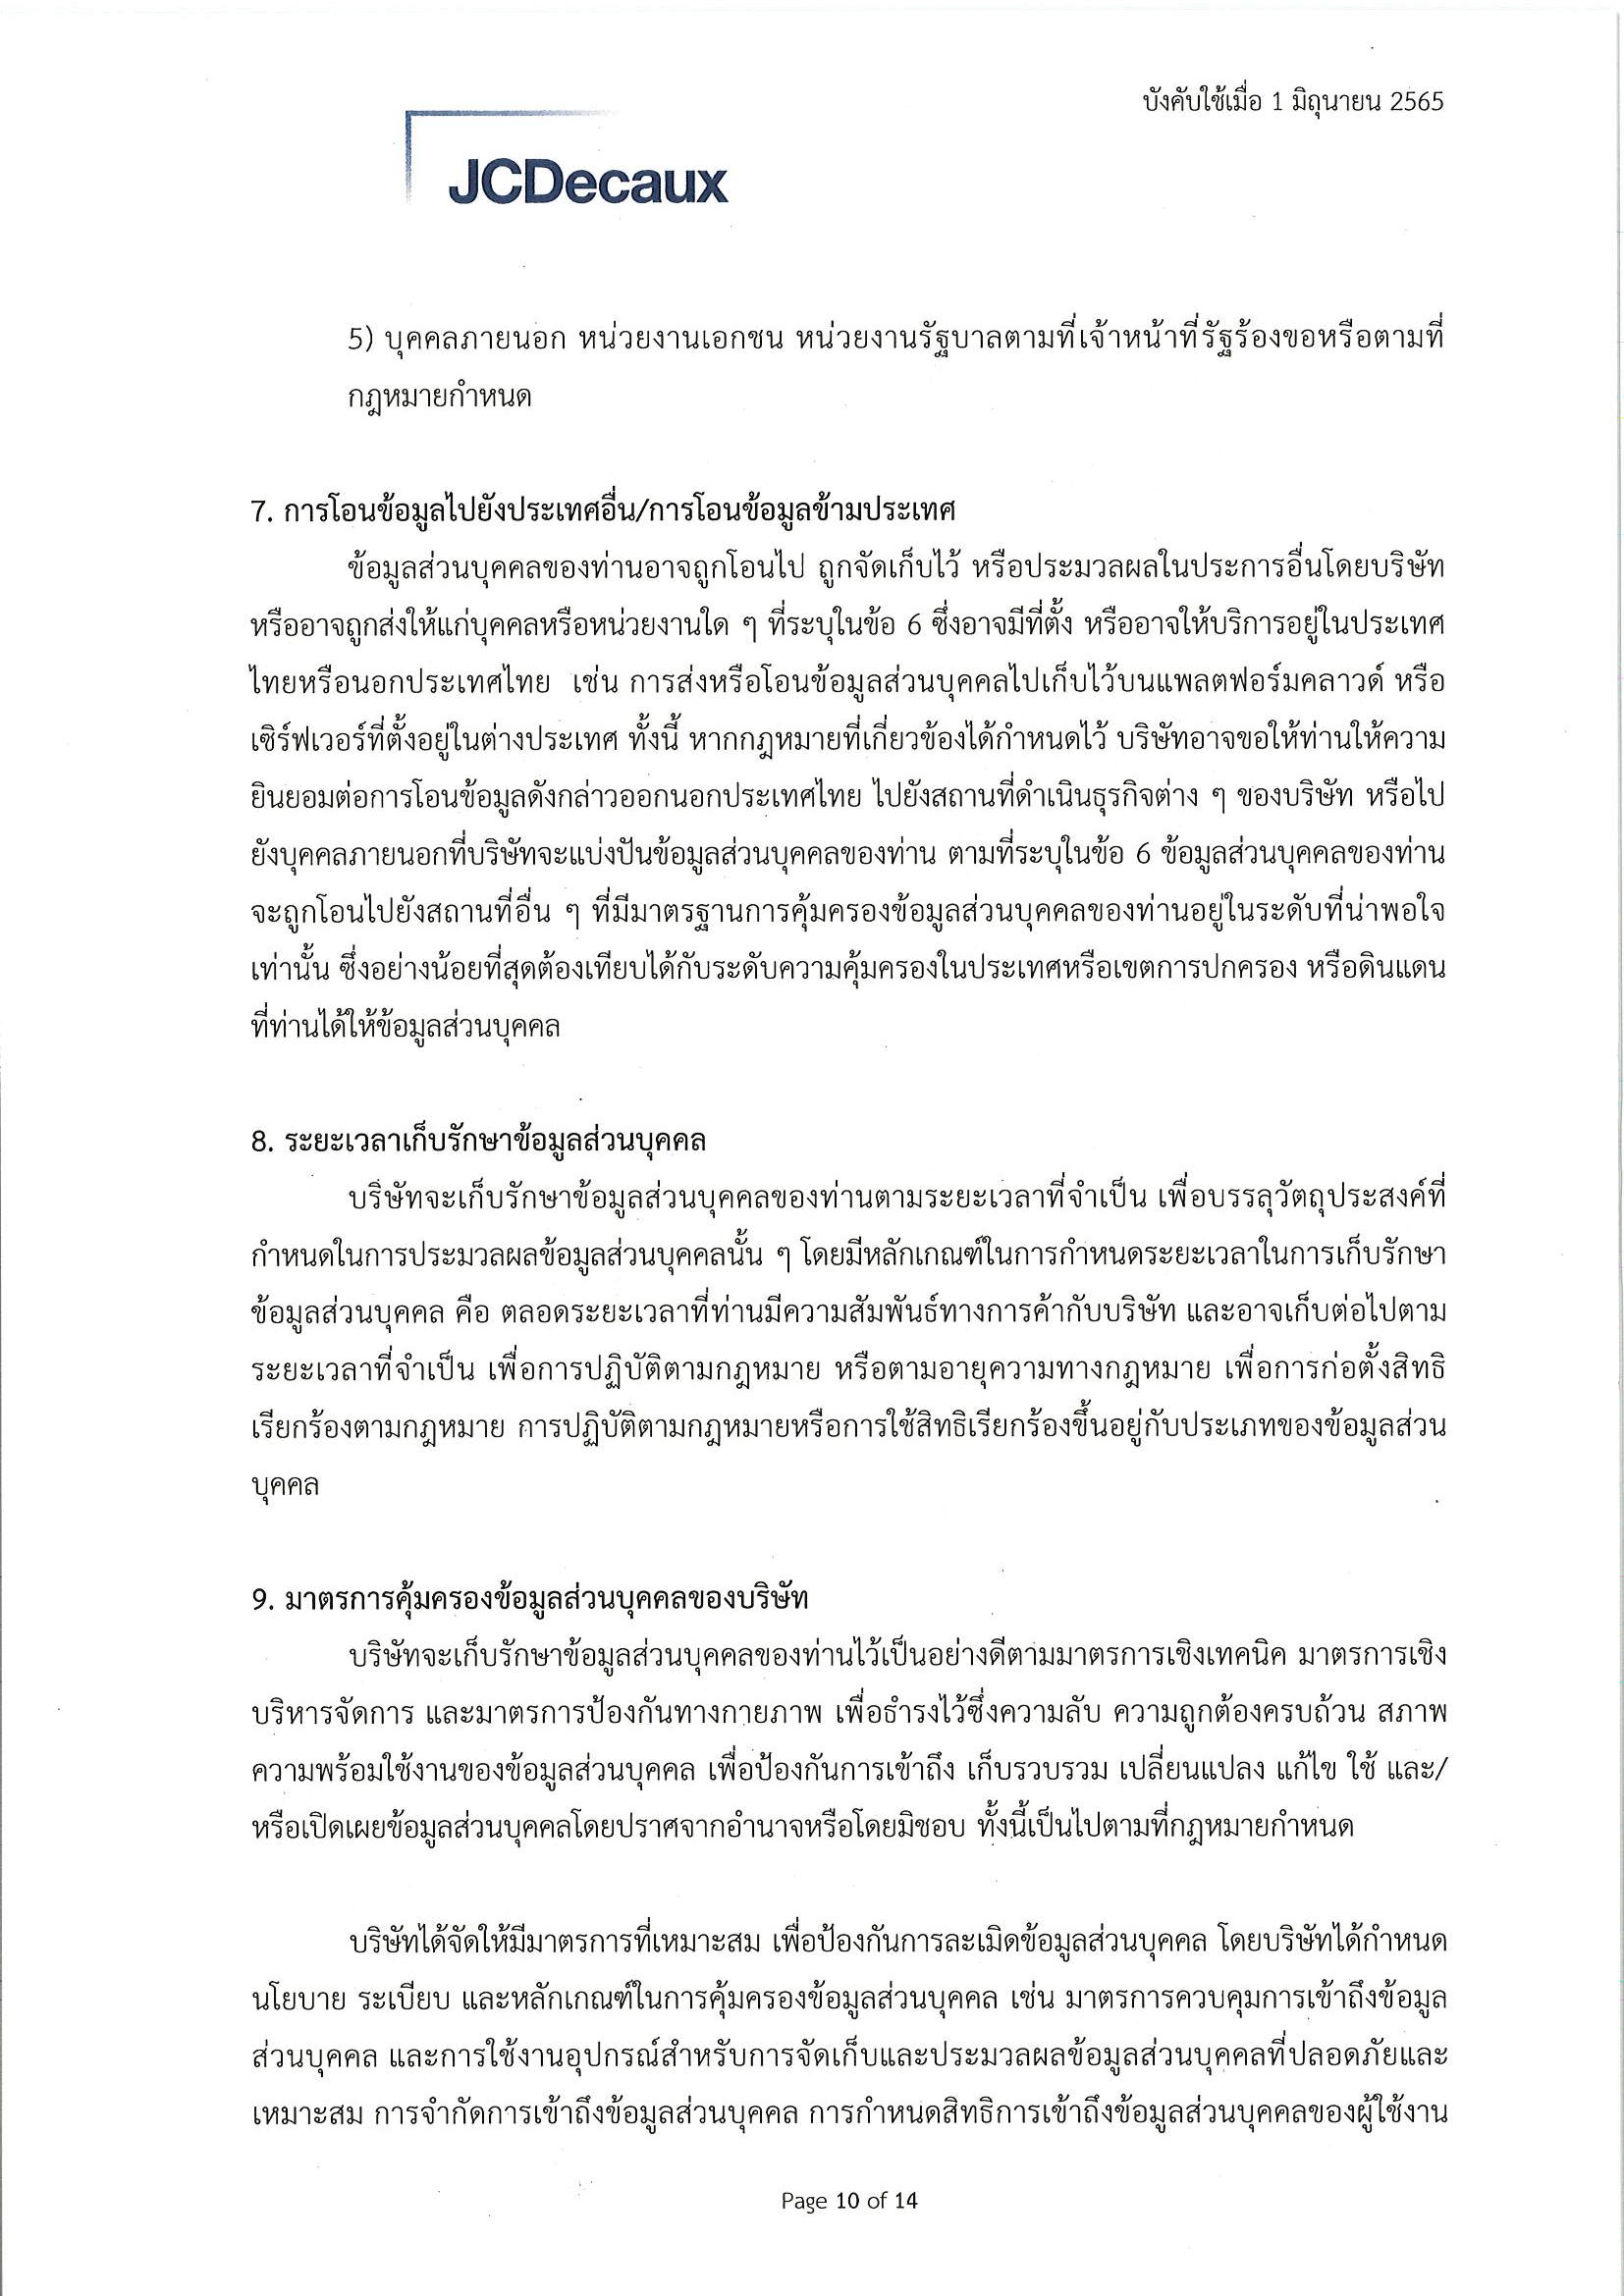 บังคับใช้เมื่อ 1 มิถุนายน 2565
JCDecaux
5) บุคคลภายนอก หน่วยงานเอกชน หน่วยงานรัฐบาลตามที่เจ้าหน้าที่รัฐร้องขอหรือตามที่
กฎหมายกำหนด
7. การโอนข้อมูลไปยังประเทศอื่น/การโอนข้อมูลข้ามประเทศ
ข้อมูลส่วนบุคคลของท่านอาจถูกโอนไป ถูกจัดเก็บไว้ หรือประมวลผลในประการอื่นโดยบริษัท
หรืออาจถูกส่งให้แก่บุคคลหรือหน่วยงานใด ๆ ที่ระบุในข้อ 6 ซึ่งอาจมีที่ตั้ง หรืออาจให้บริการอยู่ในประเทศ
ไทยหรือนอกประเทศไทย เช่น การส่งหรือโอนข้อมูลส่วนบุคคลไปเก็บไว้บนแพลตฟอร์มคลาวด์ หรือ
เซิร์ฟเวอร์ที่ตั้งอยู่ในต่างประเทศ ทั้งนี้ หากกฎหมายที่เกี่ยวข้องได้กำหนดไว้ บริษัทอาจขอให้ท่านให้ความ
ยินยอมต่อการโอนข้อมูลดังกล่าวออกนอกประเทศไทย ไปยังสถานที่ดำเนินธุรกิจต่าง ๆ ของบริษัท หรือไป
ยังบุคคลภายนอกที่บริษัทจะแบ่งปันข้อมูลส่วนบุคคลของท่าน ตามที่ระบุในข้อ 6 ข้อมูลส่วนบุคคลของท่าน
จะถูกโอนไปยังสถานที่อื่น ๆ ที่มีมาตรฐานการคุ้มครองข้อมูลส่วนบุคคลของท่านอยู่ในระดับที่น่าพอใจ
เท่านั้น ซึ่งอย่างน้อยที่สุดต้องเทียบได้กับระดับความคุ้มครองในประเทศหรือเขตการปกครอง หรือดินแดน
ที่ท่านได้ให้ข้อมูลส่วนบุคคล
8. ระยะเวลาเก็บรักษาข้อมูลส่วนบุคคล
บริษัทจะเก็บรักษาข้อมูลส่วนบุคคลของท่านตามระยะเวลาที่จำเป็น เพื่อบรรลุวัตถุประสงค์ที่
กำหนดในการประมวลผลข้อมูลส่วนบุคคลนั้น ๆ โดยมีหลักเกณฑ์ในการกำหนดระยะเวลาในการเก็บรักษา
ข้อมูลส่วนบุคคล คือ ตลอดระยะเวลาที่ท่านมีความสัมพันธ์ทางการค้ากับบริษัท และอาจเก็บต่อไปตาม
ระยะเวลาที่จำเป็น เพื่อการปฏิบัติตามกฎหมาย หรือตามอายุความทางกฎหมาย เพื่อการก่อตั้งสิทธิ
เรียกร้องตามกฎหมาย การปฏิบัติตามกฎหมายหรือการใช้สิทธิเรียกร้องขึ้นอยู่กับประเภทของข้อมูลส่วน
บุคคล
9. มาตรการคุ้มครองข้อมูลส่วนบุคคลของบริษัท
บริษัทจะเก็บรักษาข้อมูลส่วนบุคคลของท่านไว้เป็นอย่างดีตามมาตรการเชิงเทคนิค มาตรการเชิง
บริหารจัดการ และมาตรการป้องกันทางกายภาพ เพื่อธำรงไว้ซึ่งความลับ ความถูกต้องครบถ้วน สภาพ
ความพร้อมใช้งานของข้อมูลส่วนบุคคล เพื่อป้องกันการเข้าถึง เก็บรวบรวม เปลี่ยนแปลง แก้ไข ใช้ และ/
หรือเปิดเผยข้อมูลส่วนบุคคลโดยปราศจากอำนาจหรือโดยมิชอบ ทั้งนี้เป็นไปตามที่กฎหมายกำหนด
บริษัทได้จัดให้มีมาตรการที่เหมาะสม เพื่อป้องกันการละเมิดข้อมูลส่วนบุคคล โดยบริษัทได้กำหนด
นโยบาย ระเบียบ และหลักเกณฑ์ในการคุ้มครองข้อมูลส่วนบุคคล เช่น มาตรการควบคุมการเข้าถึงข้อมูล
ส่วนบุคคล และการใช้งานอุปกรณ์สำหรับการจัดเก็บและประมวลผลข้อมูลส่วนบุคคลที่ปลอดภัยและ
เหมาะสม การจำกัดการเข้าถึงข้อมูลส่วนบุคคล การกำหนดสิทธิการเข้าถึงข้อมูลส่วนบุคคลของผู้ใช้งาน
Page 10 of 14